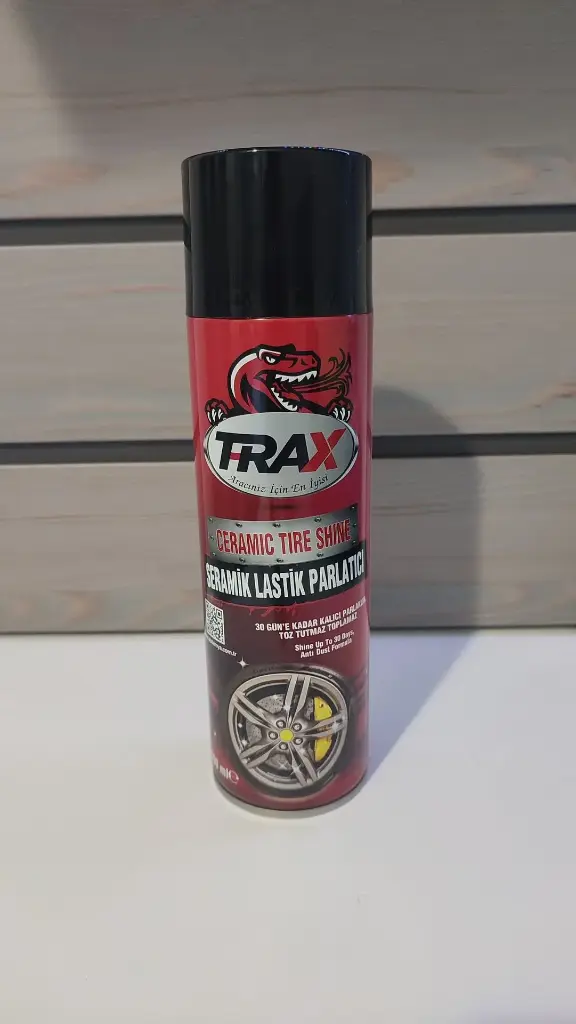 TRAX
Aracınız İçin En İyisi
CERAMIC TIRE SHINE
SERAMİK LASTİK PARLATICI
30 GÜN'E KADAR KALICI
TOZ TUTMAZ TOPLAMAZ
Shine Up To 30 Days,
Anti Dust Formula
ml e